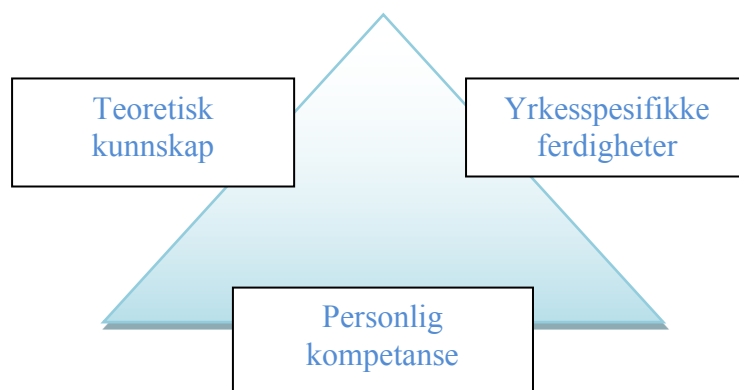 Teoretisk
kunnskap
Yrkesspesifikke
ferdigheter
Personlig
kompetanse